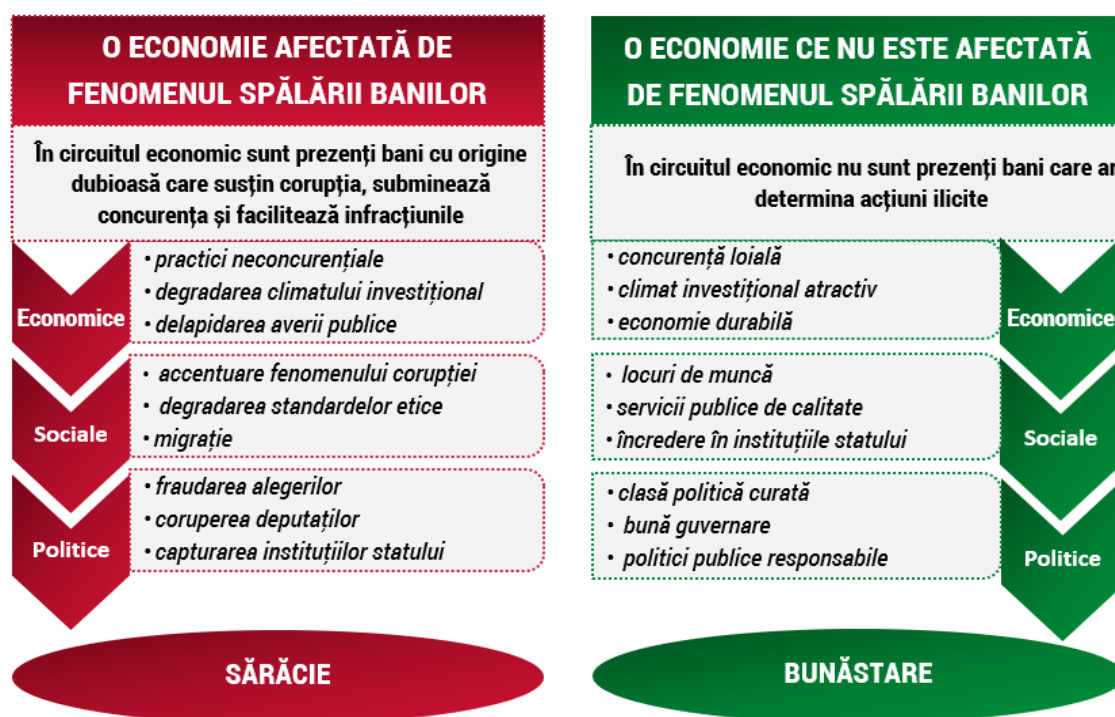 O ECONOMIE AFECTATĂ DE
FENOMENUL SPĂLĂRII BANILOR
În circuitul economic sunt prezenți bani cu origine
dubioasă care susțin corupția, subminează
concurența și facilitează infracțiunile
Economice
• practici neconcurențiale
• degradarea climatului investițional
• delapidarea averii publice
Sociale
• accentuare fenomenului corupției
• degradarea standardelor etice
• migrație
Politice
• fraudarea alegerilor
• coruperea deputaților
• capturarea instituțiilor statului
SĂRĂCIE
O ECONOMIE CE NU ESTE AFECTATĂ
DE FENOMENUL SPĂLĂRII BANILOR
În circuitul economic nu sunt prezenți bani care ar
determina acțiuni ilicite
• concurență loială
• climat investițional atractiv
• economie durabilă
Economice
• locuri de muncă
• servicii publice de calitate
• încredere în instituțiile statului
Sociale
• clasă politică curată
• bună guvernare
• politici publice responsabile
Politice
BUNĂSTARE